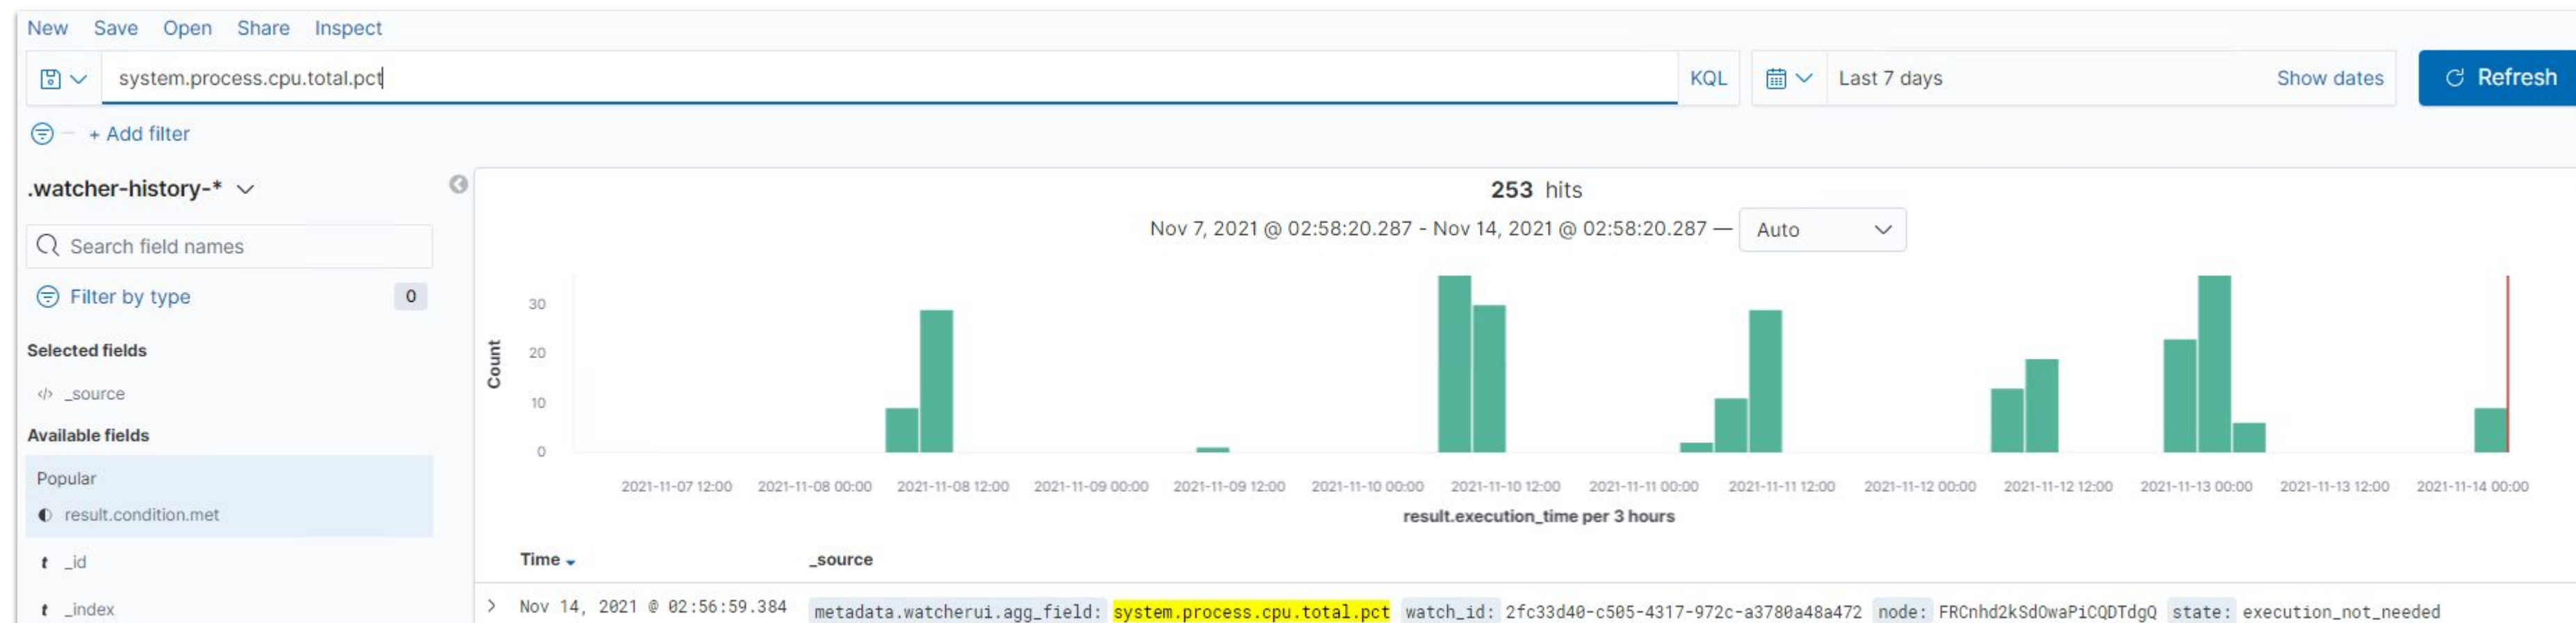 New Save Open Share Inspect
system.process.cpu.total.pct KQL Last 7 days Show dates Refresh
+ Add filter
.watcher-history-*
253 hits
Search field names
Nov 7, 2021 @ 02:58:20.287 - Nov 14, 2021 @ 02:58:20.287 — Auto
Filter by type 0
Selected fields
_source
Available fields
Popular
result.condition.met
_id
_index
Count
30
20
10
0
2021-11-07 12:00 2021-11-08 00:00 2021-11-08 12:00 2021-11-09 00:00 2021-11-09 12:00 2021-11-10 00:00 2021-11-10 12:00 2021-11-11 00:00 2021-11-11 12:00 2021-11-12 00:00 2021-11-12 12:00 2021-11-13 00:00 2021-11-13 12:00 2021-11-14 00:00
result.execution_time per 3 hours
Time _source
Nov 14, 2021 @ 02:56:59.384 metadata.watcherui.agg_field: system.process.cpu.total.pct watch_id: 2fc33d40-c505-4317-972c-a3780a48a472 node: FRCnhd2kSdOwaPiCQDTdgQ state: execution_not_needed